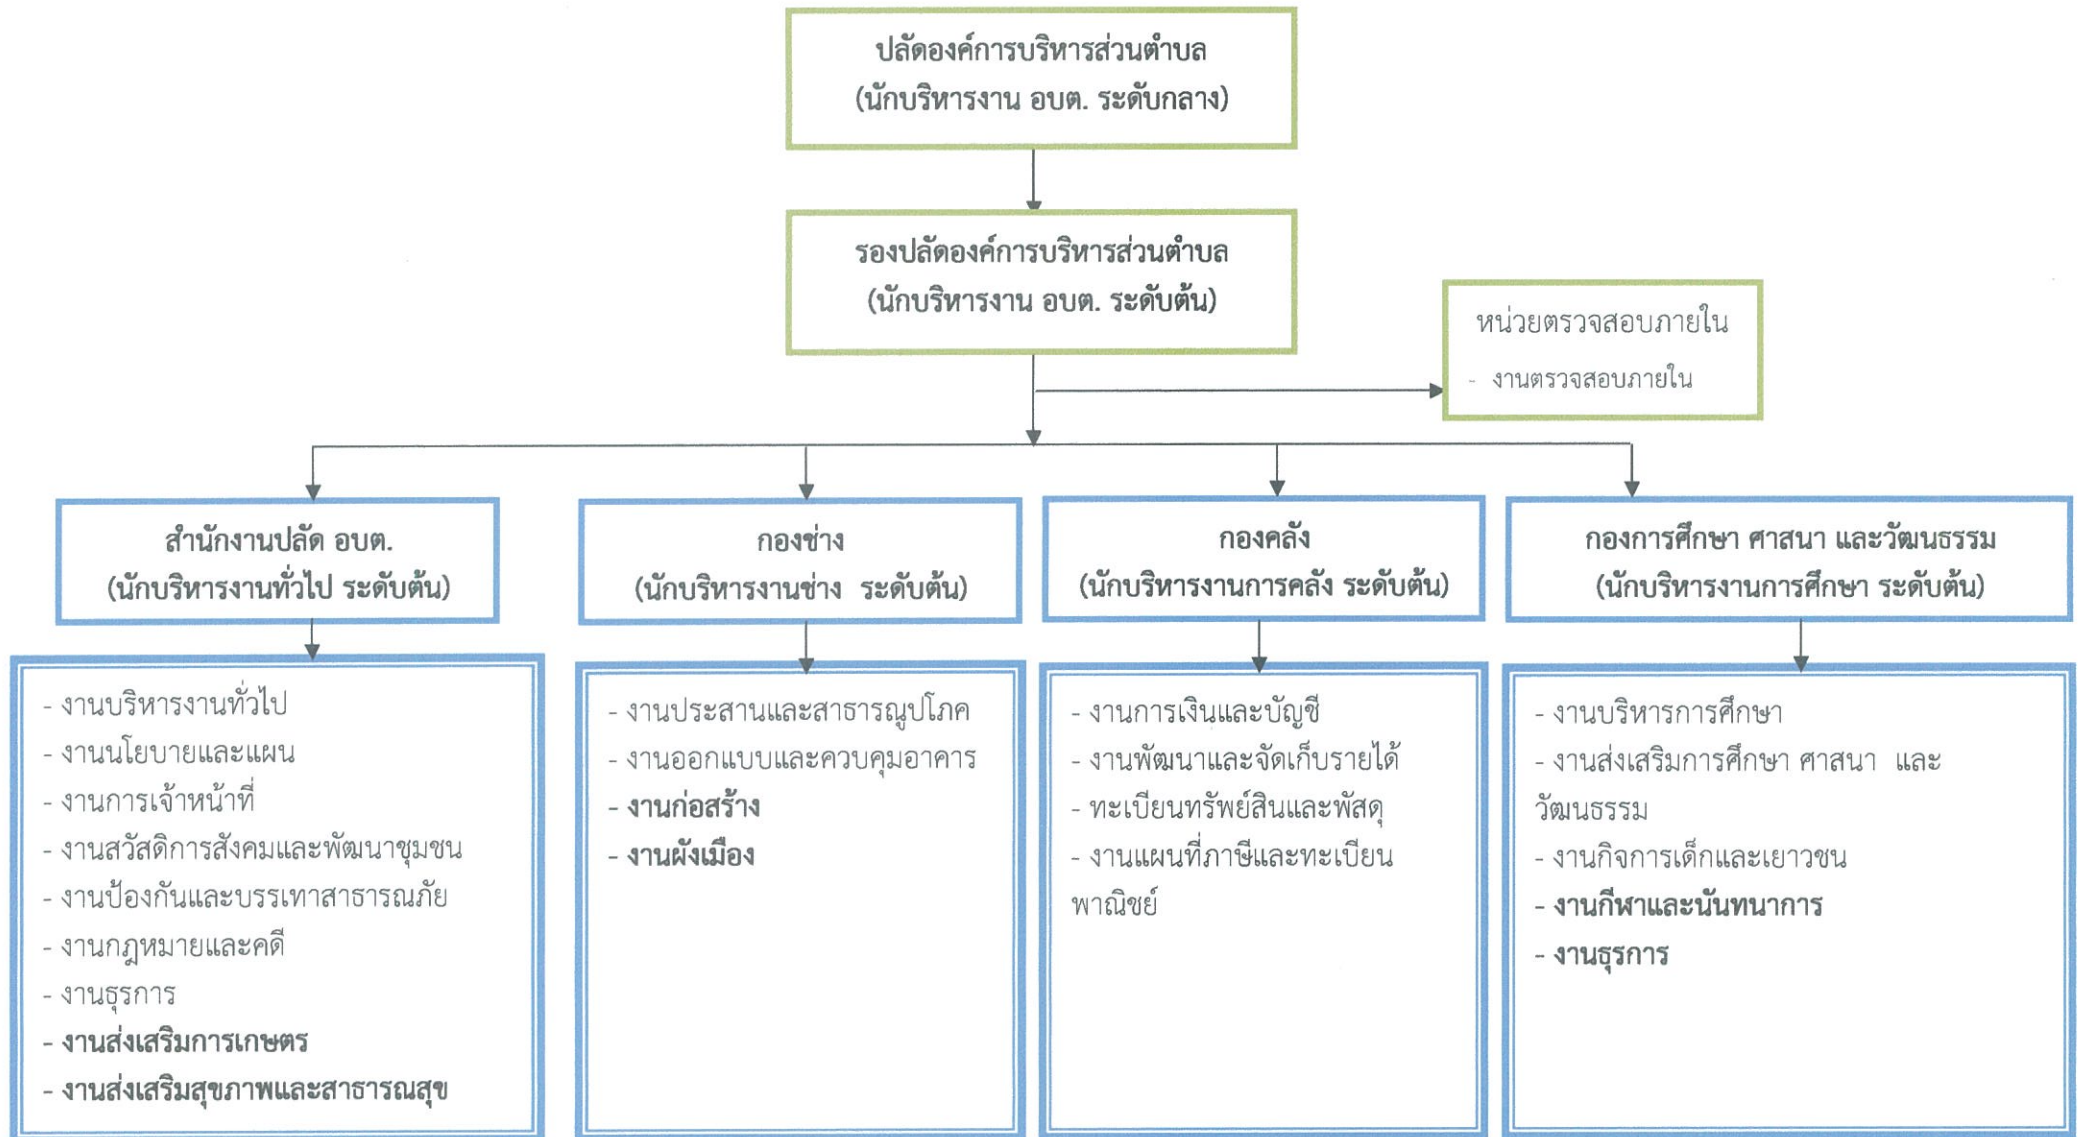 ปลัดองค์การบริหารส่วนตำบล
(นักบริหารงาน อบต. ระดับกลาง)
รองปลัดองค์การบริหารส่วนตำบล
(นักบริหารงาน อบต. ระดับต้น)
หน่วยตรวจสอบภายใน
- งานตรวจสอบภายใน
สำนักงานปลัด อบต.
(นักบริหารงานทั่วไป ระดับต้น)
กองช่าง
(นักบริหารงานช่าง ระดับต้น)
กองคลัง
(นักบริหารงานการคลัง ระดับต้น)
กองการศึกษา ศาสนา และวัฒนธรรม
(นักบริหารงานการศึกษา ระดับต้น)
- งานบริหารงานทั่วไป
- งานนโยบายและแผน
- งานการเจ้าหน้าที่
- งานสวัสดิการสังคมและพัฒนาชุมชน
- งานป้องกันและบรรเทาสาธารณภัย
- งานกฎหมายและคดี
- งานธุรการ
- งานส่งเสริมการเกษตร
- งานส่งเสริมสุขภาพและสาธารณสุข
- งานประสานและสาธารณูปโภค
- งานออกแบบและควบคุมอาคาร
- งานก่อสร้าง
- งานผังเมือง
- งานการเงินและบัญชี
- งานพัฒนาและจัดเก็บรายได้
- ทะเบียนทรัพย์สินและพัสดุ
- งานแผนที่ภาษีและทะเบียน
พาณิชย์
- งานบริหารการศึกษา
- งานส่งเสริมการศึกษา ศาสนา และ
วัฒนธรรม
- งานกิจการเด็กและเยาวชน
- งานกีฬาและนันทนาการ
- งานธุรการ